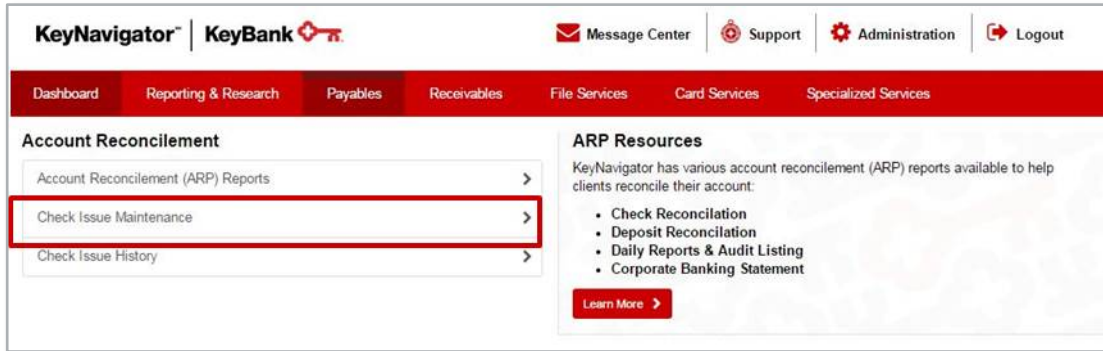 KeyNavigator™ | KeyBank
Message Center
Support
Administration
Logout
Dashboard
Reporting & Research
Payables
Receivables
File Services
Card Services
Specialized Services
Account Reconcilement
Account Reconcilement (ARP) Reports
Check Issue Maintenance
Check Issue History
ARP Resources
KeyNavigator has various account reconcilement (ARP) reports available to help
clients reconcile their account:
• Check Reconcilation
• Deposit Reconcilation
• Daily Reports & Audit Listing
• Corporate Banking Statement
Learn More